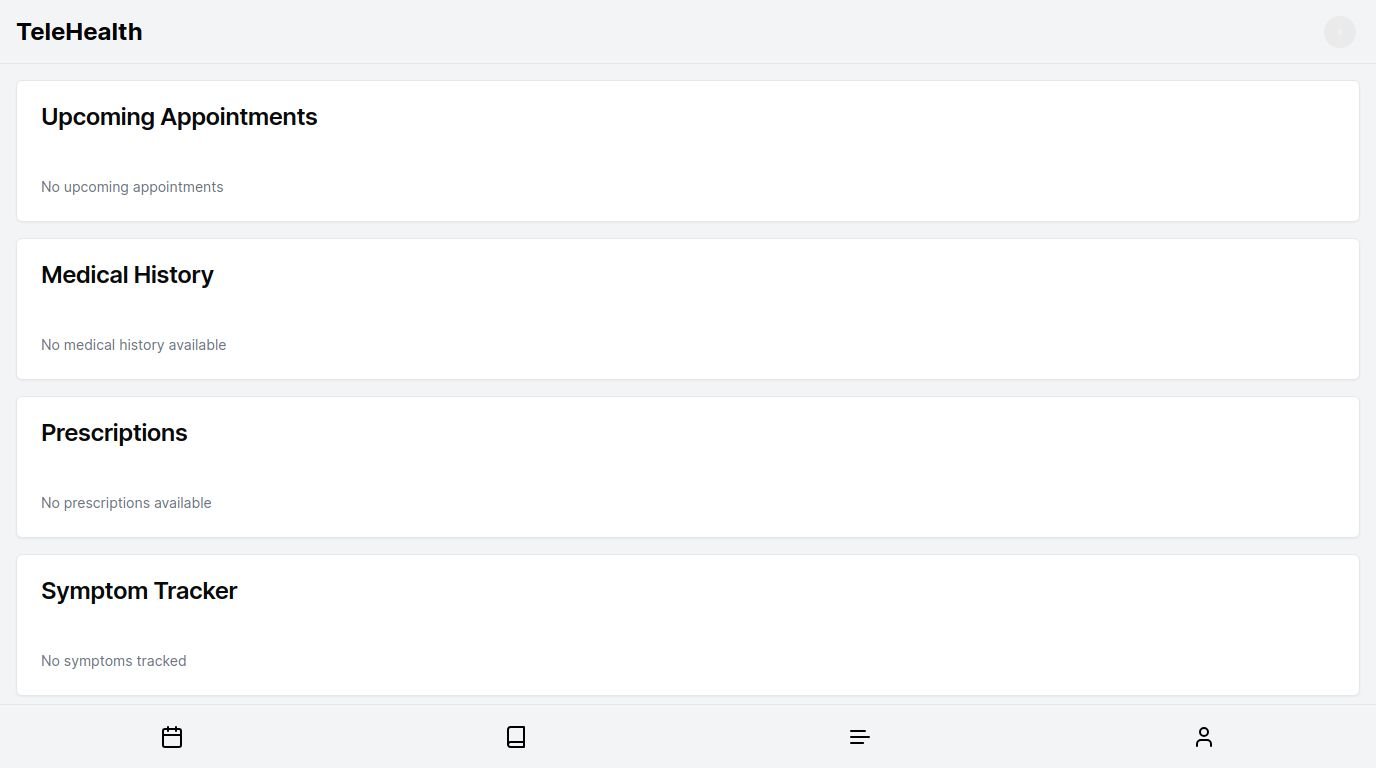 TeleHealth
Upcoming Appointments
No upcoming appointments
Medical History
No medical history available
Prescriptions
No prescriptions available
Symptom Tracker
No symptoms tracked